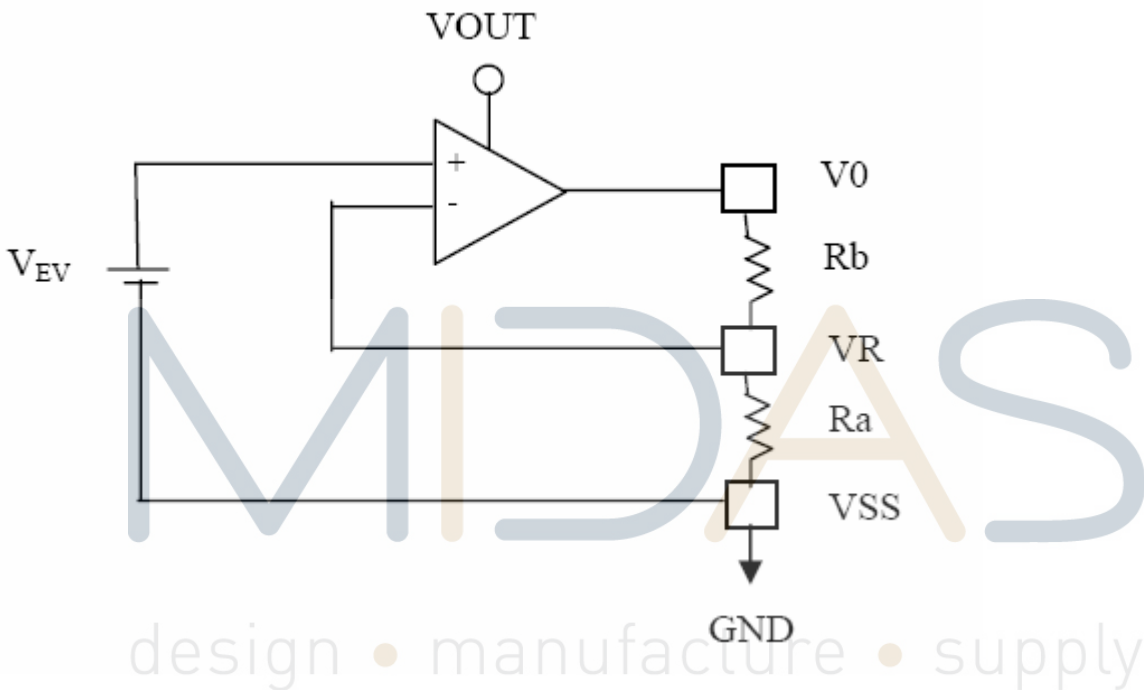 VOUT
+
-
V0
Rb
VEV
VR
Ra
VSS
GND
MIDAS
design • manufacture • supply